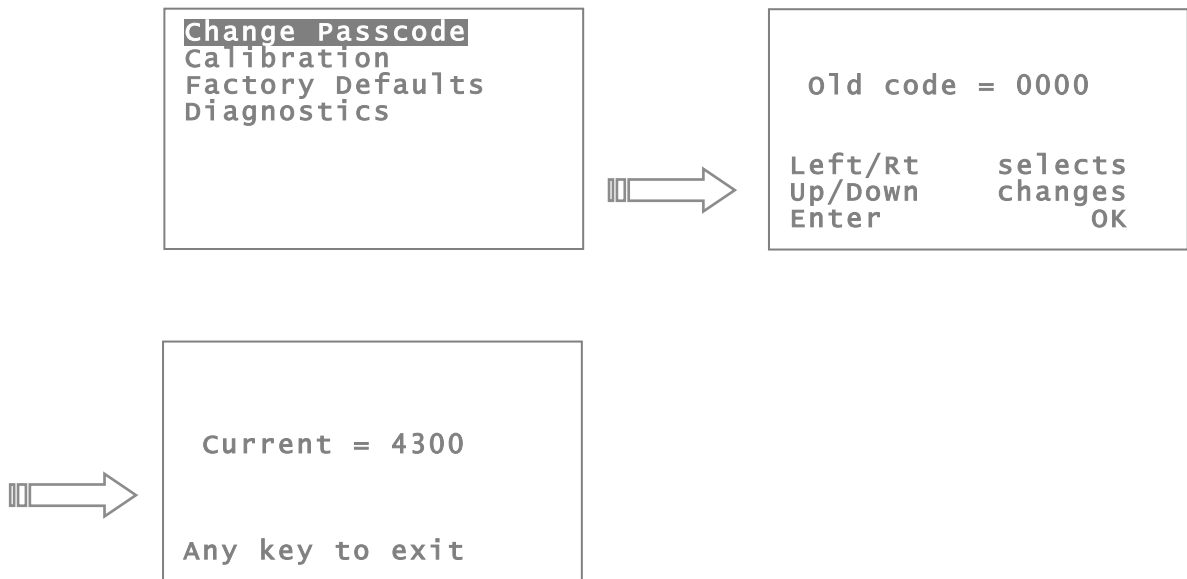 Change Passcode
Calibration
Factory Defaults
Diagnostics
Old code = 0000
Left/Rt selects
Up/Down changes
Enter OK
Current = 4300
Any key to exit